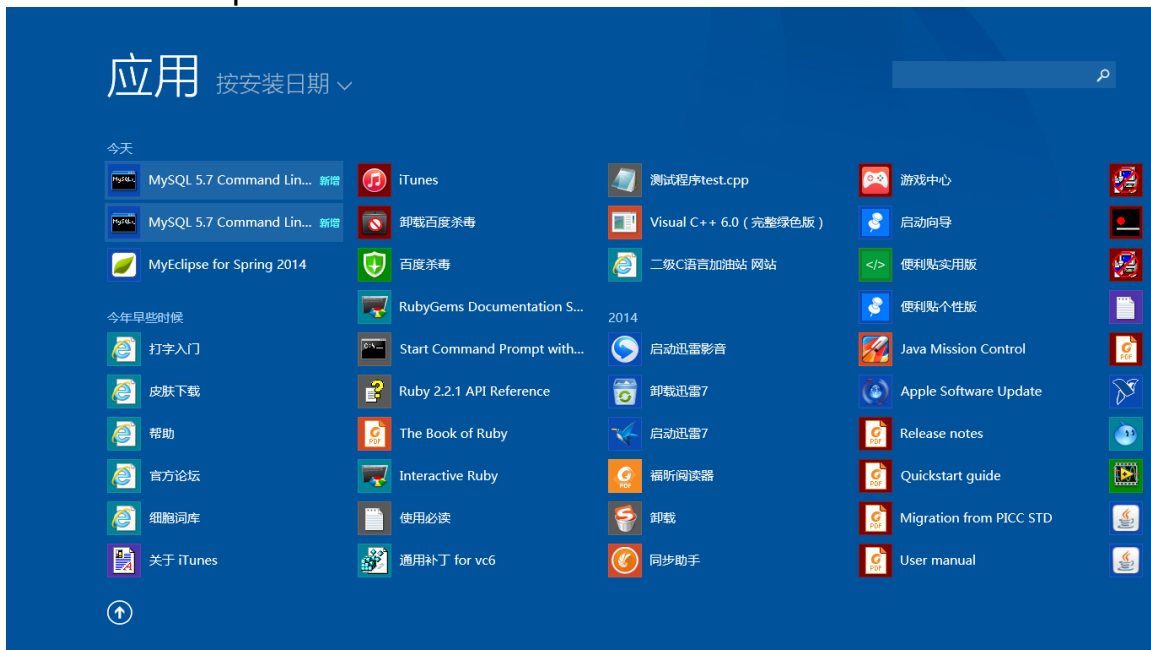 应用 按安装日期
今天
MySQL 5.7 Command Lin... 新增
MySQL 5.7 Command Lin... 新增
MyEclipse for Spring 2014
今年早些时候
打字入门
皮肤下载
帮助
官方论坛
细胞词库
关于 iTunes
iTunes
卸载百度杀毒
百度杀毒
RubyGems Documentation S...
Start Command Prompt with...
Ruby 2.2.1 API Reference
The Book of Ruby
Interactive Ruby
使用必读
通用补丁 for vc6
测试程序test.cpp
Visual C++ 6.0（完整绿色版）
二级C语言加油站 网站
2014
启动迅雷影音
卸载迅雷7
启动迅雷7
福昕阅读器
卸载
同步助手
游戏中心
启动向导
便利贴实用版
便利贴个性版
Java Mission Control
Apple Software Update
Release notes
Quickstart guide
Migration from PICC STD
User manual